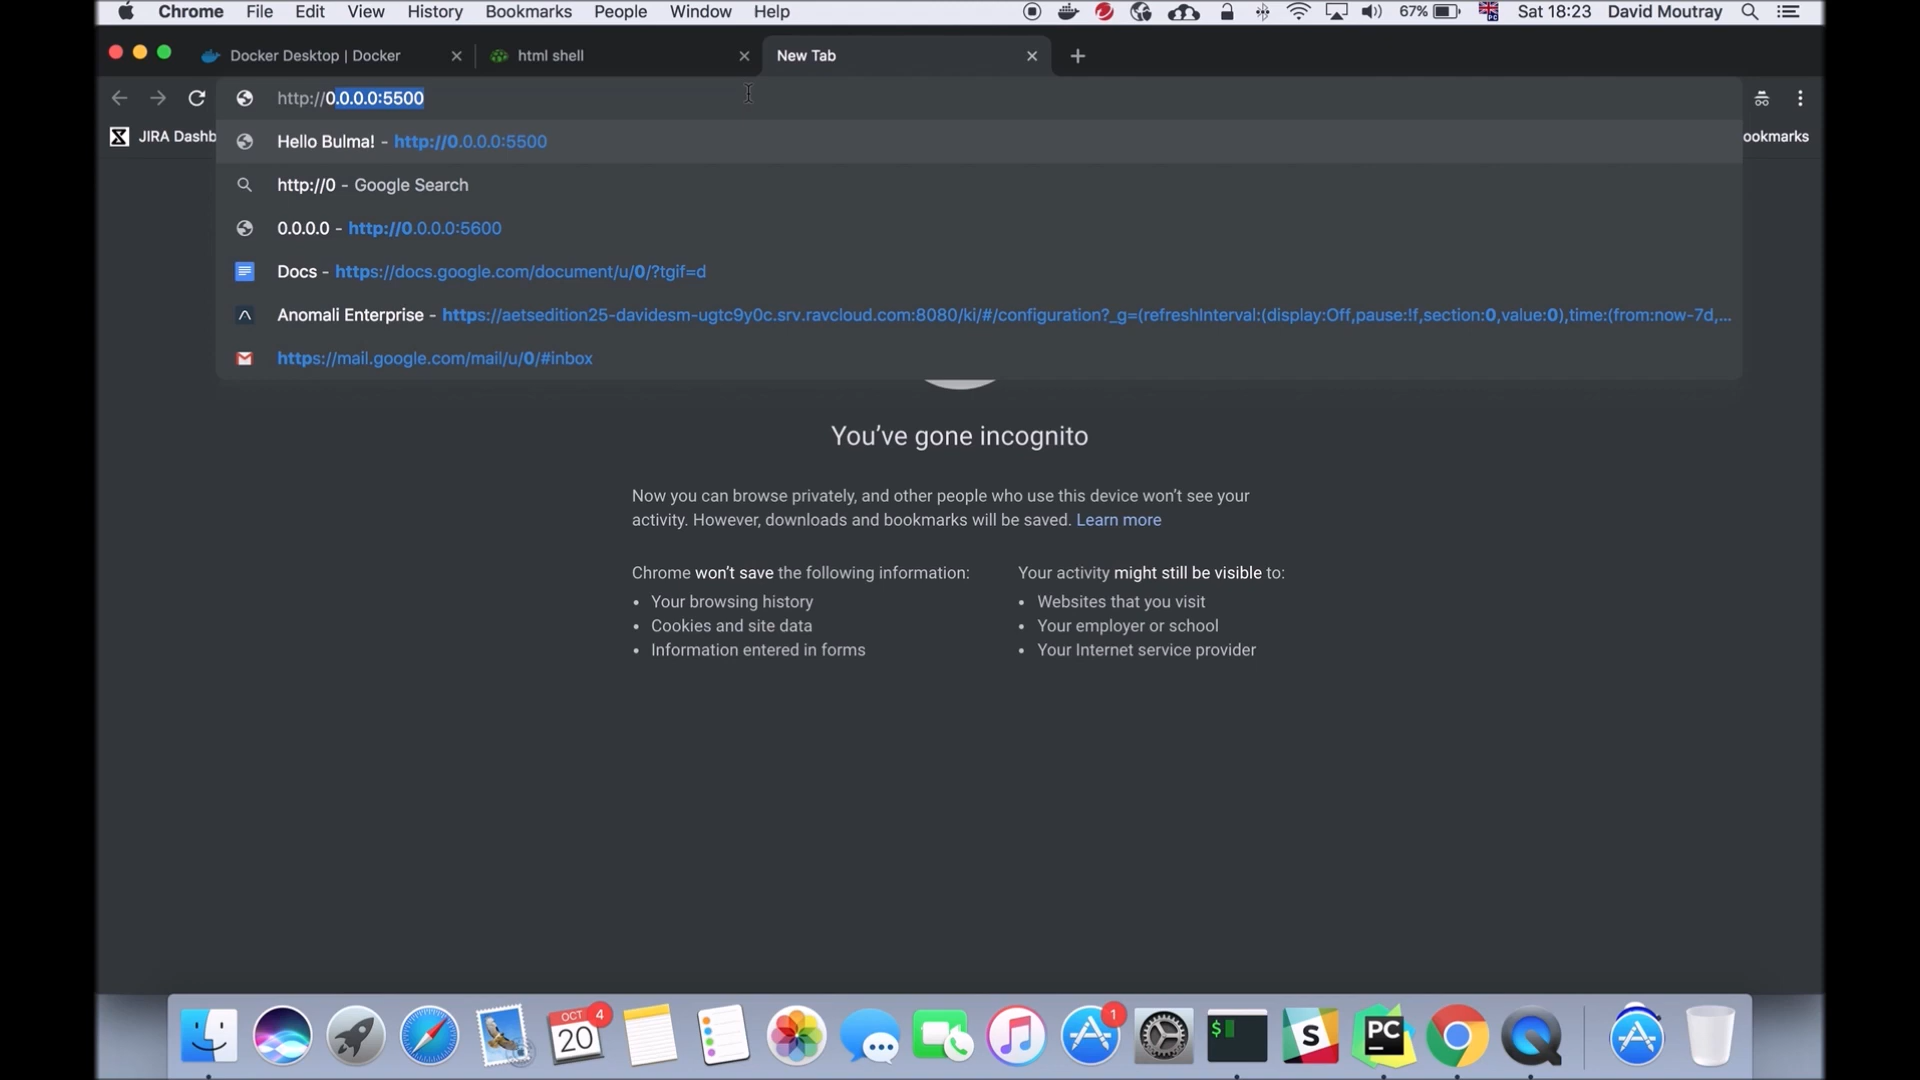 Chrome File Edit View History Bookmarks People Window Help 67% Sat 18:23 David Moutray
Docker Desktop | Docker html shell New Tab
http://0.0.0.0:5500
JIRA Dashb ookmarks
Hello Bulma! - http://0.0.0.0:5500
http://0 - Google Search
0.0.0.0 - http://0.0.0.0:5600
Docs - https://docs.google.com/document/u/0/?tgif=d
Anomali Enterprise - https://aetsedition25-davidesm-ugtc9y0c.srv.ravcloud.com:8080/ki/#/configuration?_g=(refreshInterval:(display:Off,pause:!f,section:0,value:0),time:(from:now-7d,...
https://mail.google.com/mail/u/0/#inbox
You’ve gone incognito
Now you can browse privately, and other people who use this device won’t see your
activity. However, downloads and bookmarks will be saved. Learn more
Chrome won’t save the following information:
• Your browsing history
• Cookies and site data
• Information entered in forms
Your activity might still be visible to:
• Websites that you visit
• Your employer or school
• Your Internet service provider
OCT 4
20
1
$
S
PC